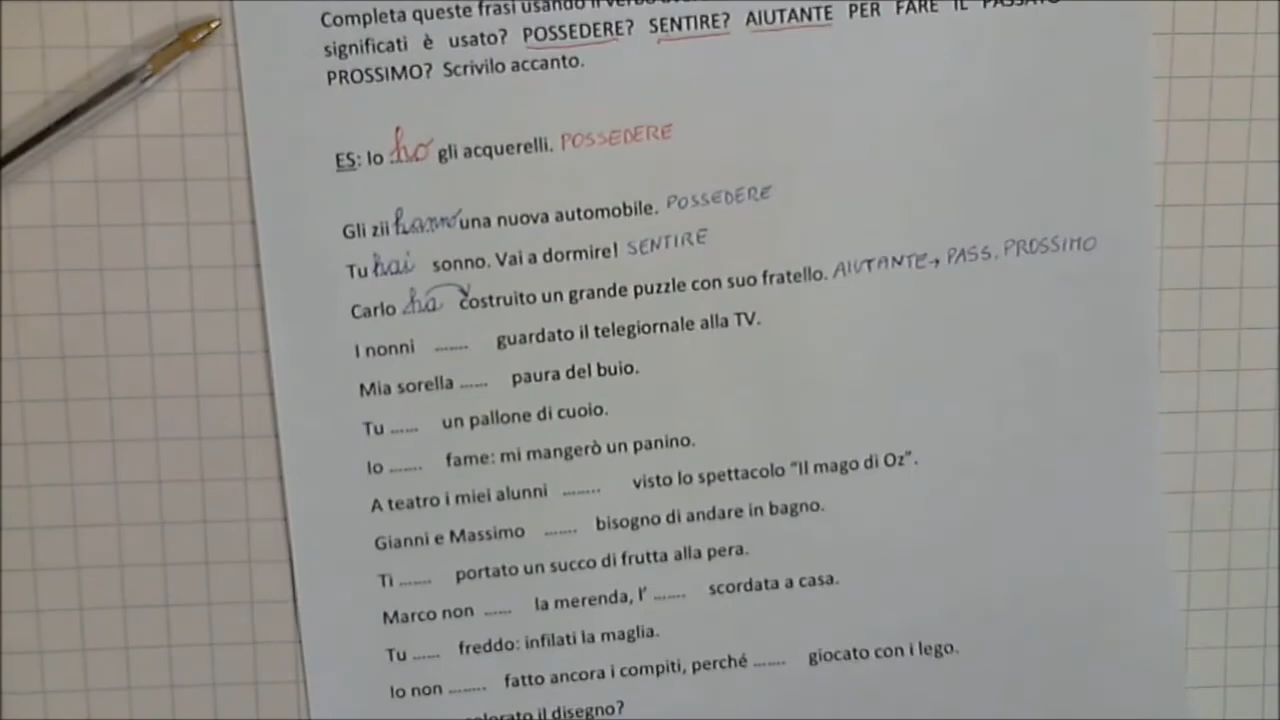 Completa queste frasi usando il verbo
significati è usato? POSSEDERE? SENTIRE? AIUTANTE PER FARE IL PASSATO
PROSSIMO? Scrivilo accanto.
ES: Io ho gli acquerelli. POSSEDERE
Gli zii hanno una nuova automobile. POSSEDERE
Tu hai sonno. Vai a dormire! SENTIRE
Carlo ha costruito un grande puzzle con suo fratello. AIUTANTE → PASS. PROSSIMO
I nonni ....... guardato il telegiornale alla TV.
Mia sorella ...... paura del buio.
Tu ...... un pallone di cuoio.
Io ....... fame: mi mangerò un panino.
A teatro i miei alunni ........ visto lo spettacolo “Il mago di Oz”.
Gianni e Massimo ....... bisogno di andare in bagno.
Ti ....... portato un succo di frutta alla pera.
Marco non ...... la merenda, l’ ....... scordata a casa.
Tu ...... freddo: infilati la maglia.
Io non ........ fatto ancora i compiti, perché ....... giocato con i lego.
il disegno?